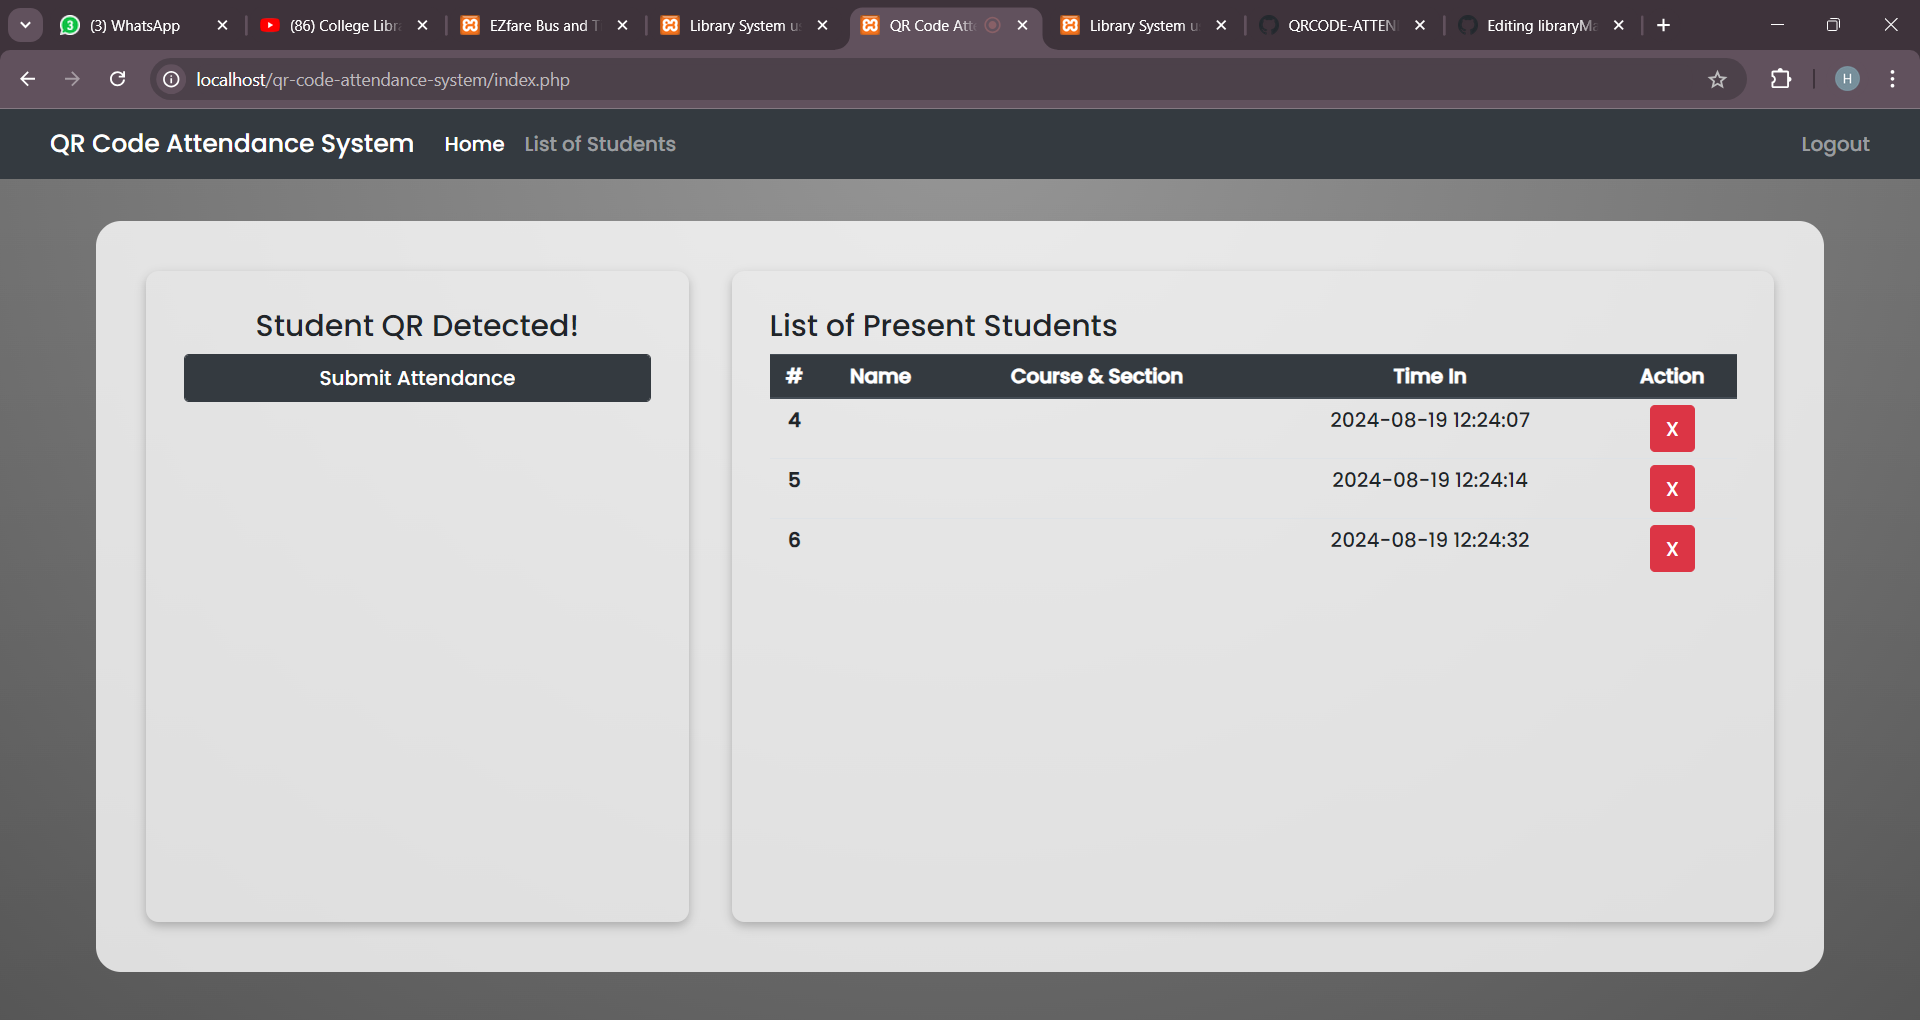 (3) WhatsApp
(86) College Libr
EZfare Bus and T
Library System u
QR Code Att
Library System u
QRCODE-ATTEN
Editing libraryMa
localhost/qr-code-attendance-system/index.php
H
QR Code Attendance System Home List of Students Logout
Student QR Detected!
Submit Attendance
List of Present Students
# Name Course & Section Time In Action
4 2024-08-19 12:24:07 X
5 2024-08-19 12:24:14 X
6 2024-08-19 12:24:32 X